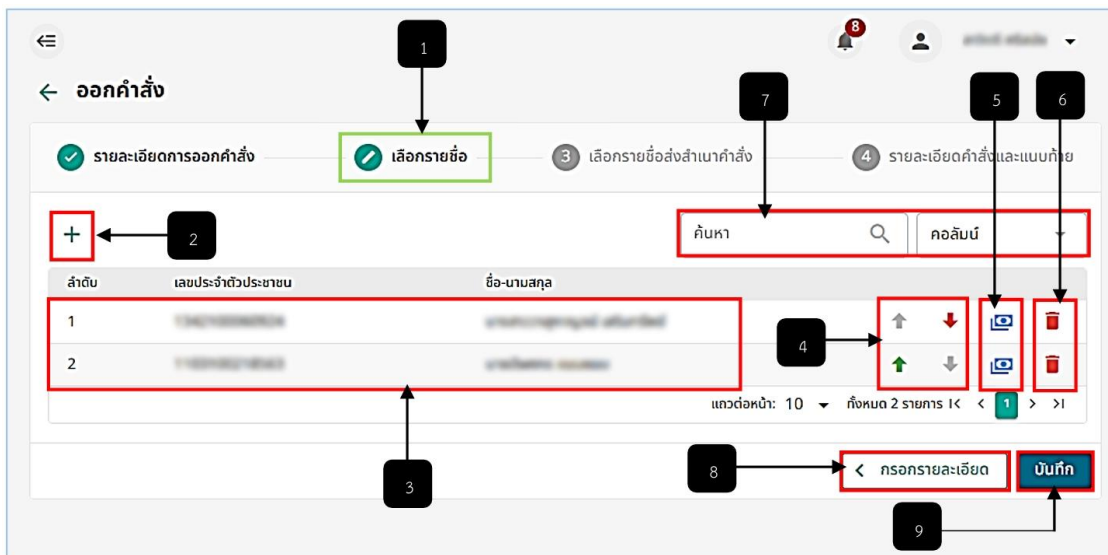 8
1
ออกคำสั่ง
7
5
6
รายละเอียดการออกคำสั่ง
เลือกรายชื่อ
3 เลือกรายชื่อส่งสำเนาคำสั่ง
4 รายละเอียดคำสั่งและแนบท้าย
2
ค้นหา
คอลัมน์
ลำดับ เลขประจำตัวประชาชน ชื่อ-นามสกุล
1
4
2
แถวต่อหน้า: 10 ทั้งหมด 2 รายการ 1
3
8
กรอกรายละเอียด
บันทึก
9